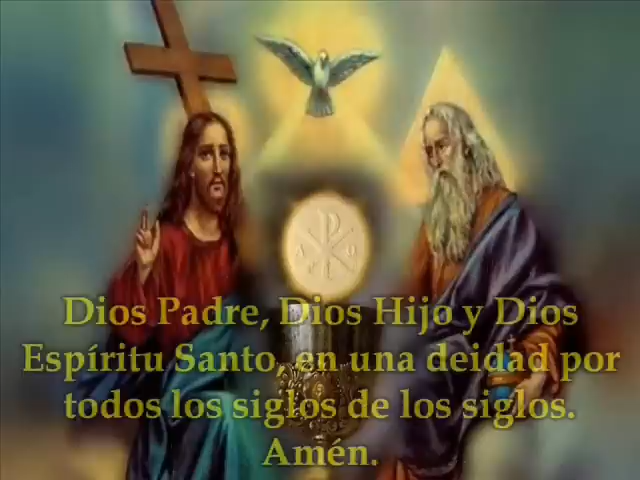 Dios Padre, Dios Hijo y Dios
Espíritu Santo, en una deidad por
todos los siglos de los siglos.
Amén.